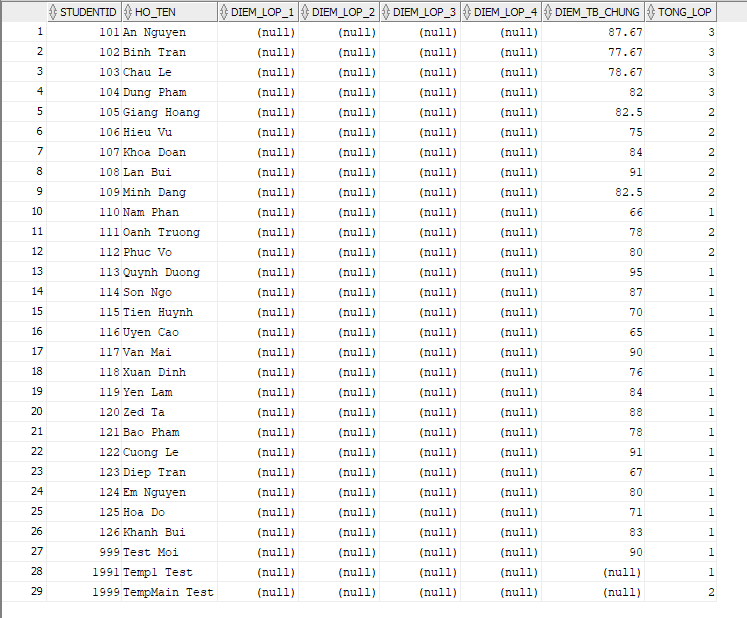 STUDENTID HO_TEN DIEM_LOP_1 DIEM_LOP_2 DIEM_LOP_3 DIEM_LOP_4 DIEM_TB_CHUNG TONG_LOP
1 101 An Nguyen (null) (null) (null) (null) 87.67 3
2 102 Binh Tran (null) (null) (null) (null) 77.67 3
3 103 Chau Le (null) (null) (null) (null) 78.67 3
4 104 Dung Pham (null) (null) (null) (null) 82 3
5 105 Giang Hoang (null) (null) (null) (null) 82.5 2
6 106 Hieu Vu (null) (null) (null) (null) 75 2
7 107 Khoa Doan (null) (null) (null) (null) 84 2
8 108 Lan Bui (null) (null) (null) (null) 91 2
9 109 Minh Dang (null) (null) (null) (null) 82.5 2
10 110 Nam Phan (null) (null) (null) (null) 66 1
11 111 Oanh Truong (null) (null) (null) (null) 78 2
12 112 Phuc Vo (null) (null) (null) (null) 80 2
13 113 Quynh Duong (null) (null) (null) (null) 95 1
14 114 Son Ngo (null) (null) (null) (null) 87 1
15 115 Tien Huynh (null) (null) (null) (null) 70 1
16 116 Uyen Cao (null) (null) (null) (null) 65 1
17 117 Van Mai (null) (null) (null) (null) 90 1
18 118 Xuan Dinh (null) (null) (null) (null) 76 1
19 119 Yen Lam (null) (null) (null) (null) 84 1
20 120 Zed Ta (null) (null) (null) (null) 88 1
21 121 Bao Pham (null) (null) (null) (null) 78 1
22 122 Cuong Le (null) (null) (null) (null) 91 1
23 123 Diep Tran (null) (null) (null) (null) 67 1
24 124 Em Nguyen (null) (null) (null) (null) 80 1
25 125 Hoa Do (null) (null) (null) (null) 71 1
26 126 Khanh Bui (null) (null) (null) (null) 83 1
27 999 Test Moi (null) (null) (null) (null) 90 1
28 1991 Temp1 Test (null) (null) (null) (null) (null) 1
29 1999 TempMain Test (null) (null) (null) (null) (null) 2